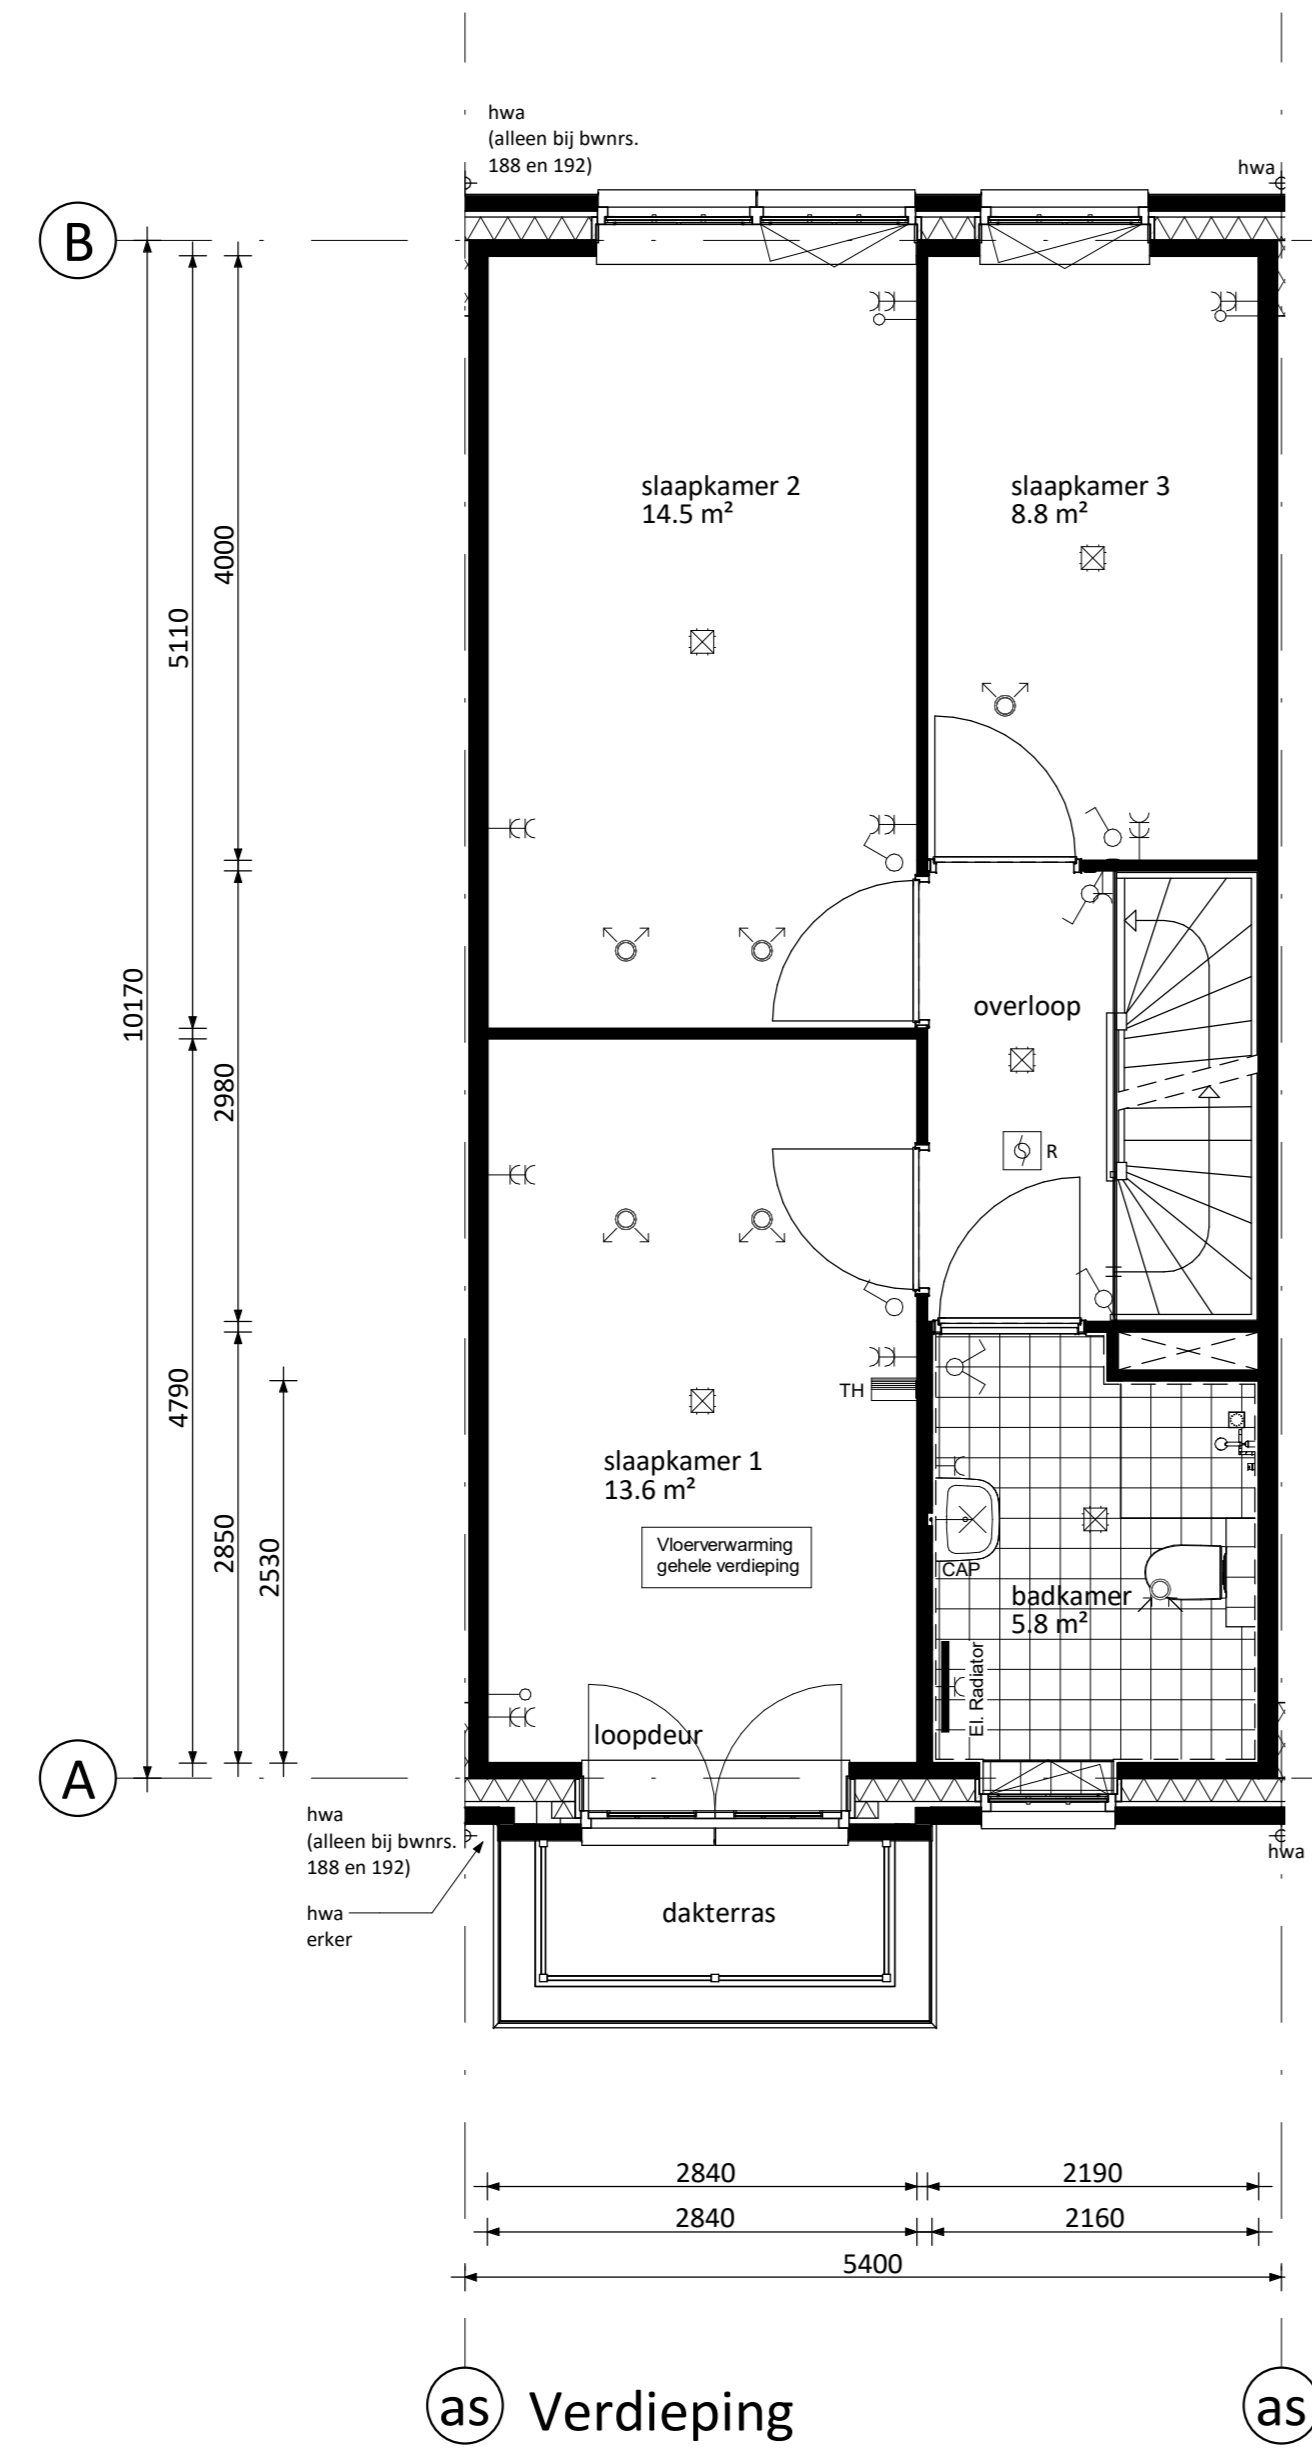 hwa
(alleen bij bwnrs.
188 en 192)
hwa
B
slaapkamer 2
14.5 m²
slaapkamer 3
8.8 m²
4000
5110
10170
overloop
2980
R
4790
TH
slaapkamer 1
13.6 m²
2850
2530
Vloerverwarming
gehele verdieping
CAP
badkamer
5.8 m²
El. Radiator
loopdeur
A
hwa
(alleen bij bwnrs.
188 en 192)
hwa
hwa
erker
dakterras
2840
2190
2840
2160
5400
as
Verdieping
as